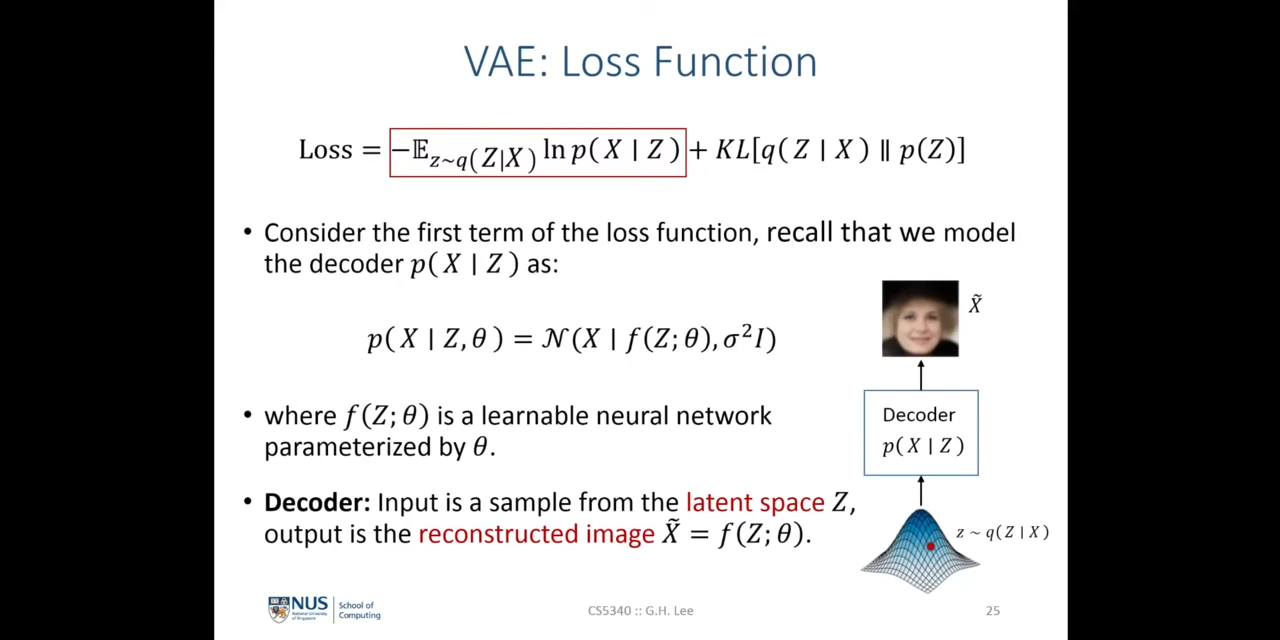 VAE: Loss Function
Loss = −𝔼_{z~q(Z|X)} ln p(X | Z) + KL[q(Z | X) ∥ p(Z)]
• Consider the first term of the loss function, recall that we model
the decoder p(X | Z) as:
X̃
p(X | Z, θ) = 𝒩(X | f(Z; θ), σ²I)
• where f(Z; θ) is a learnable neural network
parameterized by θ.
Decoder
p(X | Z)
• Decoder: Input is a sample from the latent space Z,
output is the reconstructed image X̃ = f(Z; θ).
z ~ q(Z | X)
NUS
National University
of Singapore
School of
Computing
CS5340 :: G.H. Lee
25